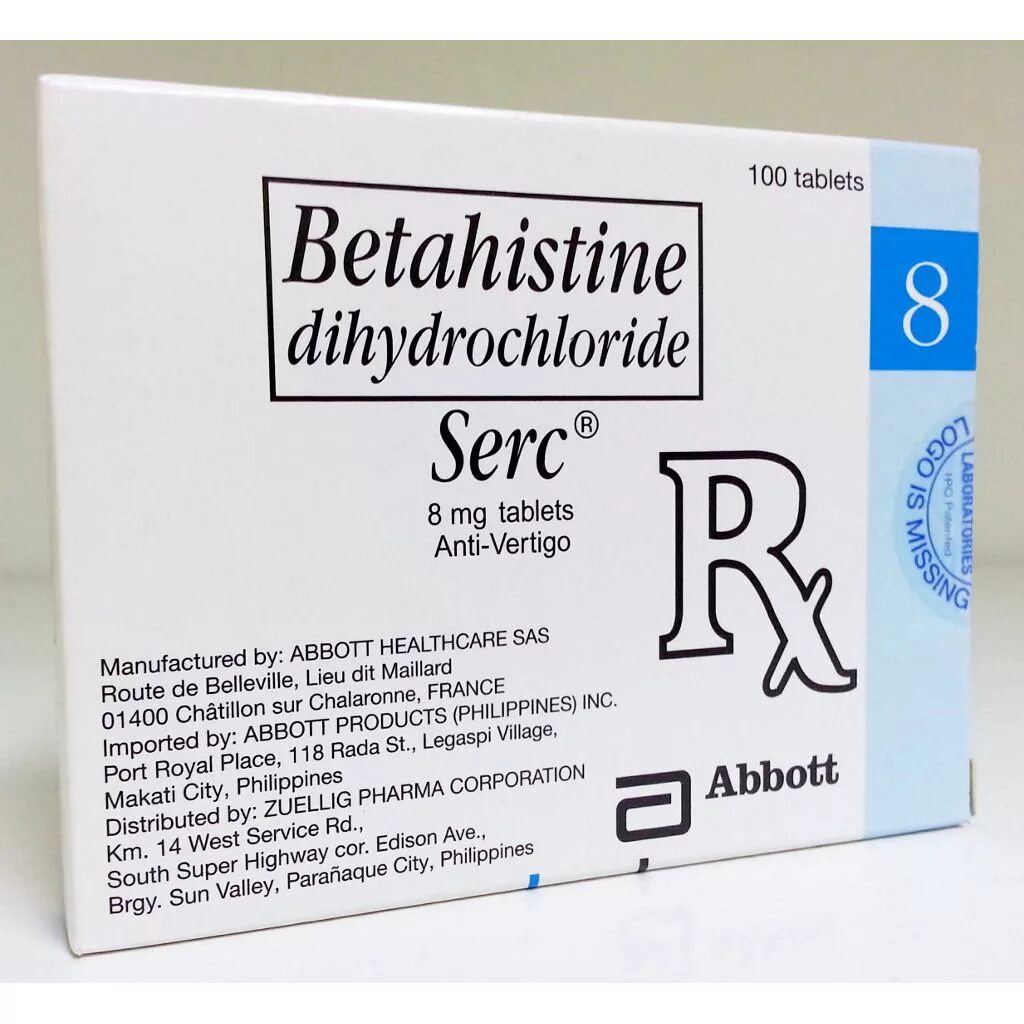 100 tablets
Betahistine
dihydrochloride
Serc®
8 mg tablets
Anti-Vertigo
8
Rx
LOGO IS MISSING
LABORATORIES
Patented
Manufactured by: ABBOTT HEALTHCARE SAS
Route de Belleville, Lieu dit Maillard
01400 Châtillon sur Chalaronne, FRANCE
Imported by: ABBOTT PRODUCTS (PHILIPPINES) INC.
Port Royal Place, 118 Rada St., Legaspi Village,
Makati City, Philippines
Distributed by: ZUELLIG PHARMA CORPORATION
Km. 14 West Service Rd.,
South Super Highway cor. Edison Ave.,
Brgy. Sun Valley, Parañaque City, Philippines
Abbott